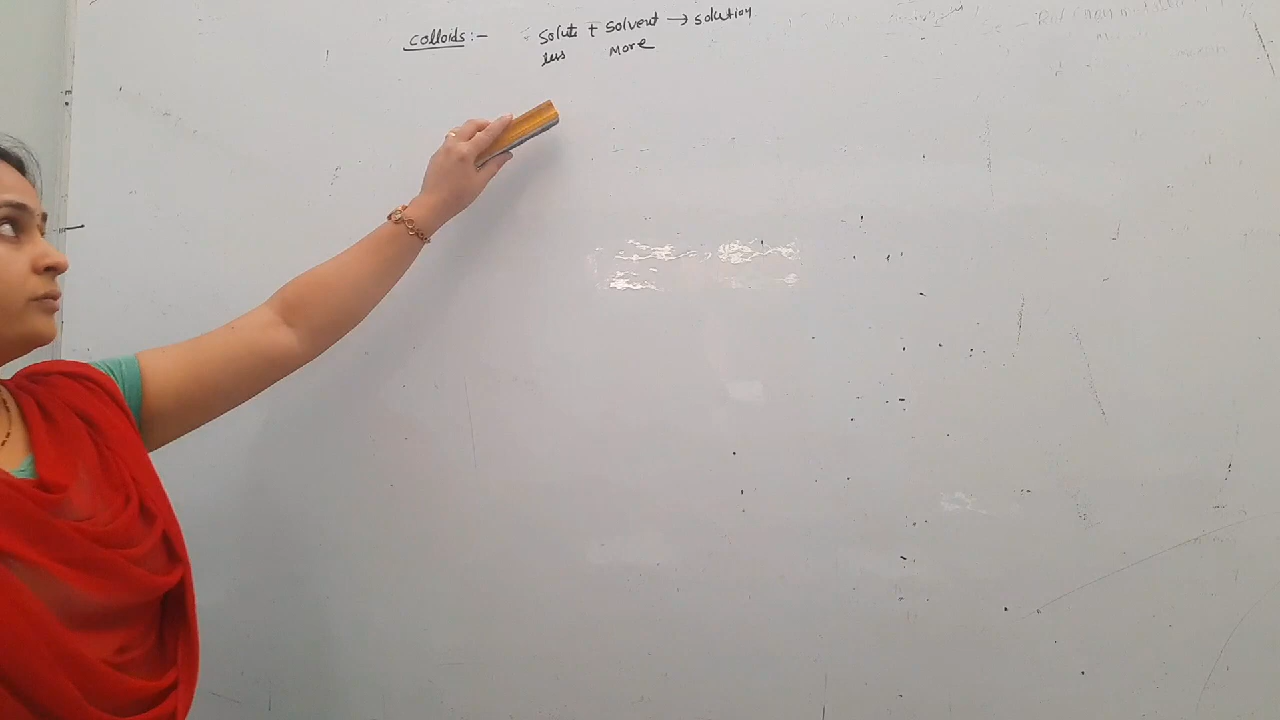 Colloids :- Solute + Solvent → solution
less more